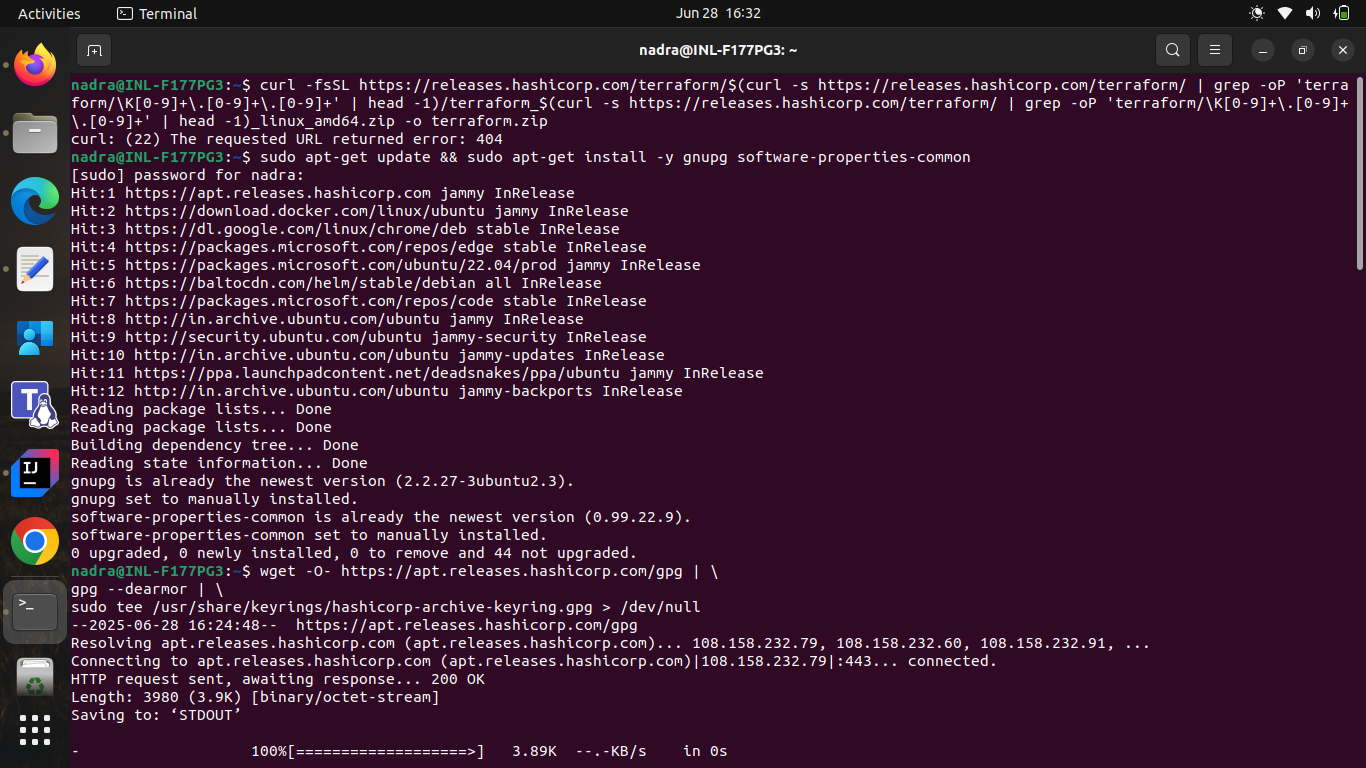 Activities
Terminal
Jun 28 16:32
nadra@INL-F177PG3: ~
nadra@INL-F177PG3:~$ curl -fsSL https://releases.hashicorp.com/terraform/$(curl -s https://releases.hashicorp.com/terraform/ | grep -oP 'terra
form/\K[0-9]+\.[0-9]+\.[0-9]+' | head -1)/terraform_$(curl -s https://releases.hashicorp.com/terraform/ | grep -oP 'terraform/\K[0-9]+\.[0-9]+
\.[0-9]+' | head -1)_linux_amd64.zip -o terraform.zip
curl: (22) The requested URL returned error: 404
nadra@INL-F177PG3:~$ sudo apt-get update && sudo apt-get install -y gnupg software-properties-common
[sudo] password for nadra:
Hit:1 https://apt.releases.hashicorp.com jammy InRelease
Hit:2 https://download.docker.com/linux/ubuntu jammy InRelease
Hit:3 https://dl.google.com/linux/chrome/deb stable InRelease
Hit:4 https://packages.microsoft.com/repos/edge stable InRelease
Hit:5 https://packages.microsoft.com/ubuntu/22.04/prod jammy InRelease
Hit:6 https://baltocdn.com/helm/stable/debian all InRelease
Hit:7 https://packages.microsoft.com/repos/code stable InRelease
Hit:8 http://in.archive.ubuntu.com/ubuntu jammy InRelease
Hit:9 http://security.ubuntu.com/ubuntu jammy-security InRelease
Hit:10 http://in.archive.ubuntu.com/ubuntu jammy-updates InRelease
Hit:11 https://ppa.launchpadcontent.net/deadsnakes/ppa/ubuntu jammy InRelease
Hit:12 http://in.archive.ubuntu.com/ubuntu jammy-backports InRelease
Reading package lists... Done
Reading package lists... Done
Building dependency tree... Done
Reading state information... Done
gnupg is already the newest version (2.2.27-3ubuntu2.3).
gnupg set to manually installed.
software-properties-common is already the newest version (0.99.22.9).
software-properties-common set to manually installed.
0 upgraded, 0 newly installed, 0 to remove and 44 not upgraded.
nadra@INL-F177PG3:~$ wget -O- https://apt.releases.hashicorp.com/gpg | \
gpg --dearmor | \
sudo tee /usr/share/keyrings/hashicorp-archive-keyring.gpg > /dev/null
--2025-06-28 16:24:48--  https://apt.releases.hashicorp.com/gpg
Resolving apt.releases.hashicorp.com (apt.releases.hashicorp.com)... 108.158.232.79, 108.158.232.60, 108.158.232.91, ...
Connecting to apt.releases.hashicorp.com (apt.releases.hashicorp.com)|108.158.232.79|:443... connected.
HTTP request sent, awaiting response... 200 OK
Length: 3980 (3.9K) [binary/octet-stream]
Saving to: ‘STDOUT’
-                   100%[===================>]   3.89K  --.-KB/s    in 0s
IJ
T
>_